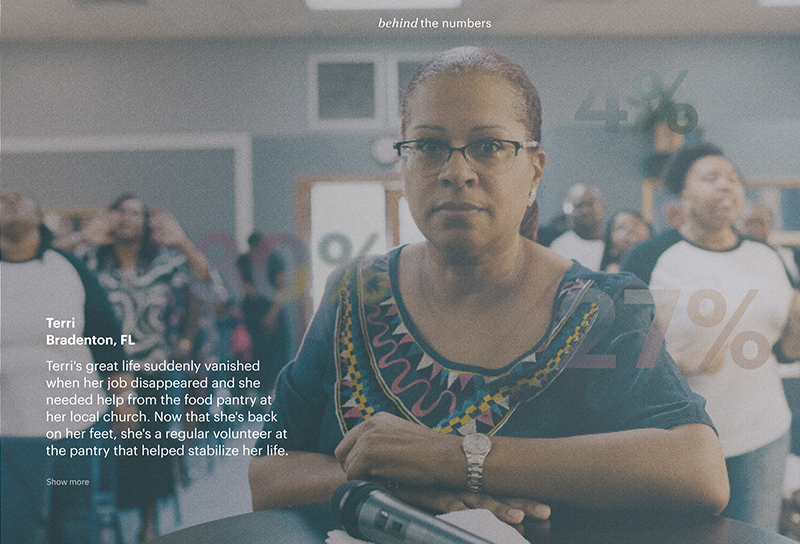 behind the numbers
4%
80%
27%
Terri
Bradenton, FL
Terri's great life suddenly vanished
when her job disappeared and she
needed help from the food pantry at
her local church. Now that she's back
on her feet, she's a regular volunteer at
the pantry that helped stabilize her life.
Show more